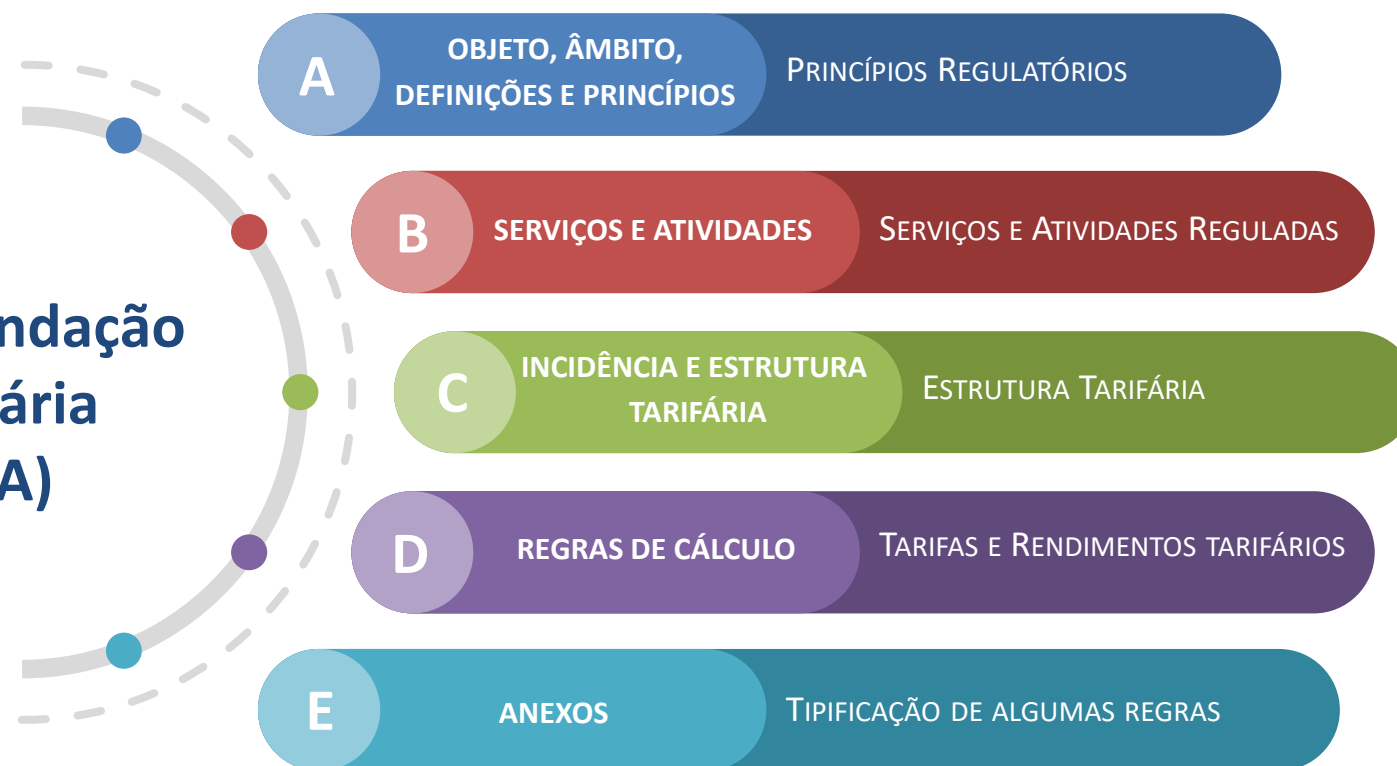 ndação
ária
A)
A
OBJETO, ÂMBITO,
DEFINIÇÕES E PRINCÍPIOS
PRINCÍPIOS REGULATÓRIOS
B
SERVIÇOS E ATIVIDADES
SERVIÇOS E ATIVIDADES REGULADAS
C
INCIDÊNCIA E ESTRUTURA
TARIFÁRIA
ESTRUTURA TARIFÁRIA
D
REGRAS DE CÁLCULO
TARIFAS E RENDIMENTOS TARIFÁRIOS
E
ANEXOS
TIPIFICAÇÃO DE ALGUMAS REGRAS